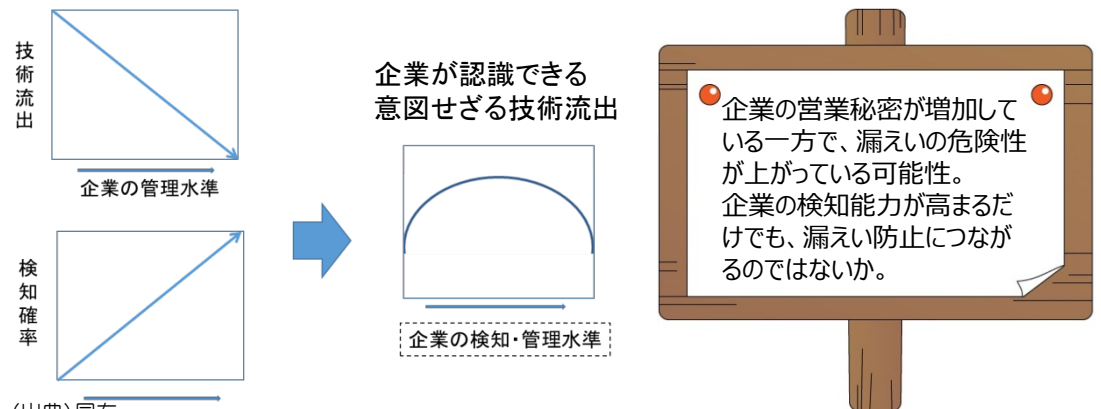 技術流出
企業の管理水準
検知確率
企業が認識できる
意図せざる技術流出
企業の検知・管理水準
企業の営業秘密が増加して
いる一方で、漏えいの危険性
が上がっている可能性。
企業の検知能力が高まるだ
けでも、漏えい防止につなが
るのではないか。